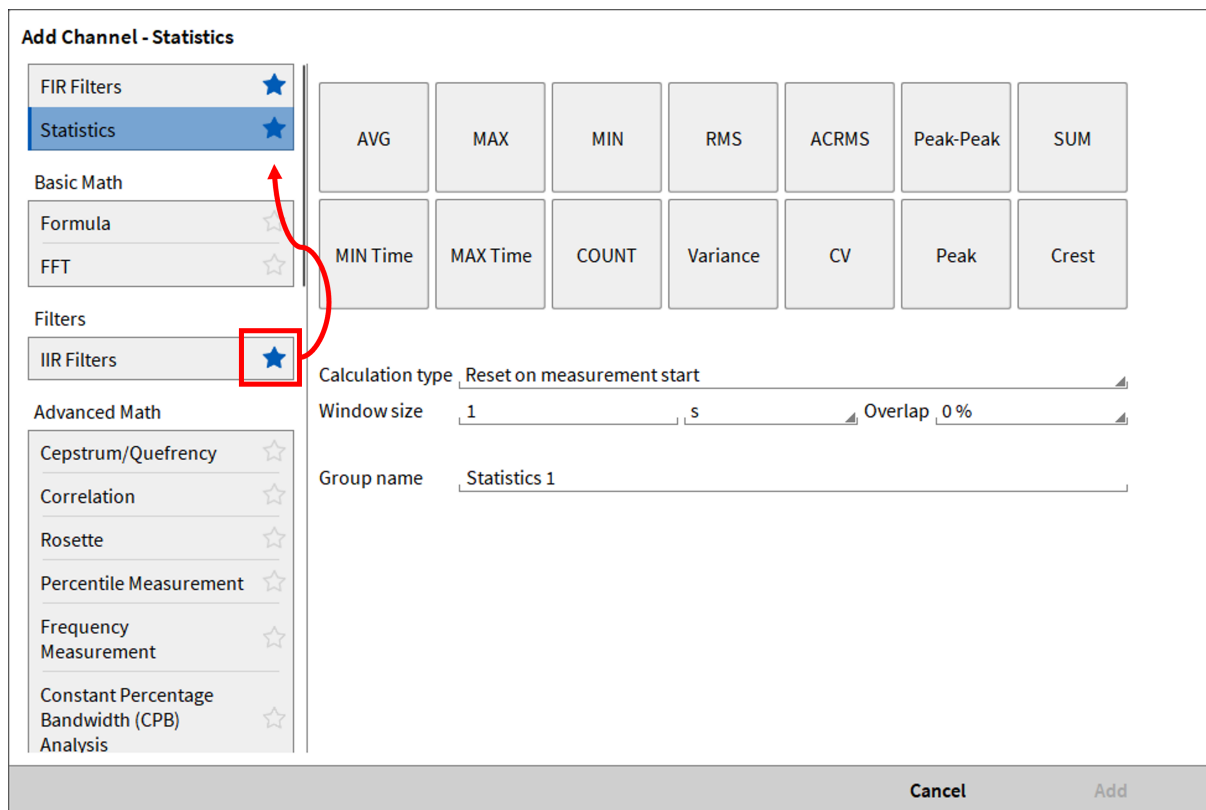 Add Channel - Statistics
FIR Filters
Statistics
Basic Math
Formula
FFT
Filters
IIR Filters
Advanced Math
Cepstrum/Quefrency
Correlation
Rosette
Percentile Measurement
Frequency
Measurement
Constant Percentage
Bandwidth (CPB)
Analysis
AVG MAX MIN RMS ACRMS Peak-Peak SUM
MIN Time MAX Time COUNT Variance CV Peak Crest
Calculation type Reset on measurement start
Window size 1 s Overlap 0 %
Group name Statistics 1
Cancel Add